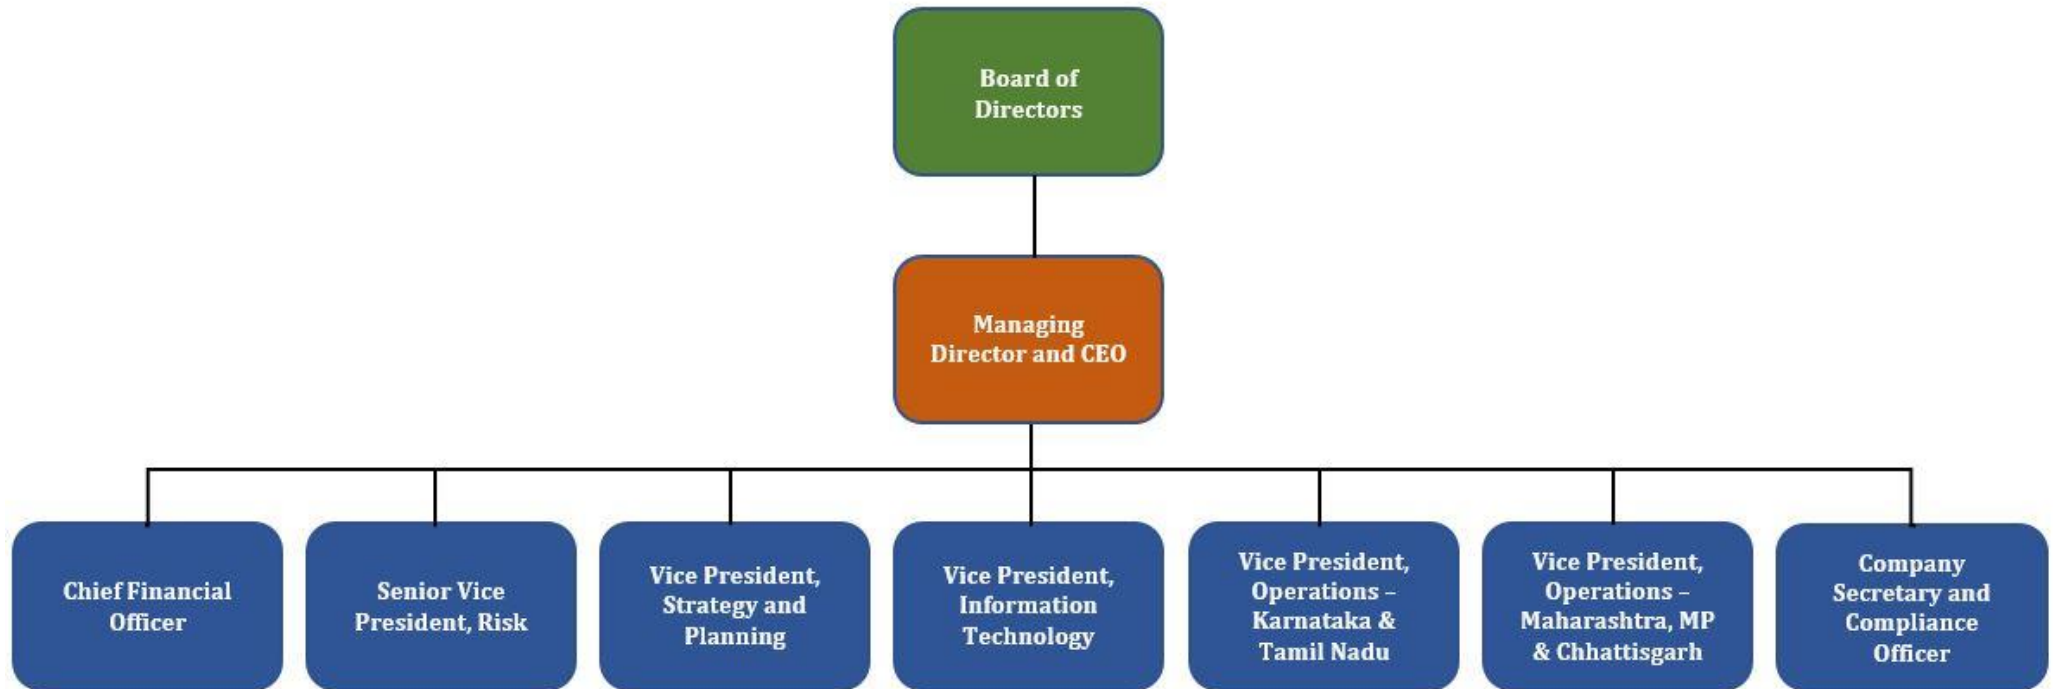 Board of
Directors
Managing
Director and CEO
Chief Financial
Officer
Senior Vice
President, Risk
Vice President,
Strategy and
Planning
Vice President,
Information
Technology
Vice President,
Operations –
Karnataka &
Tamil Nadu
Vice President,
Operations –
Maharashtra, MP
& Chhattisgarh
Company
Secretary and
Compliance
Officer